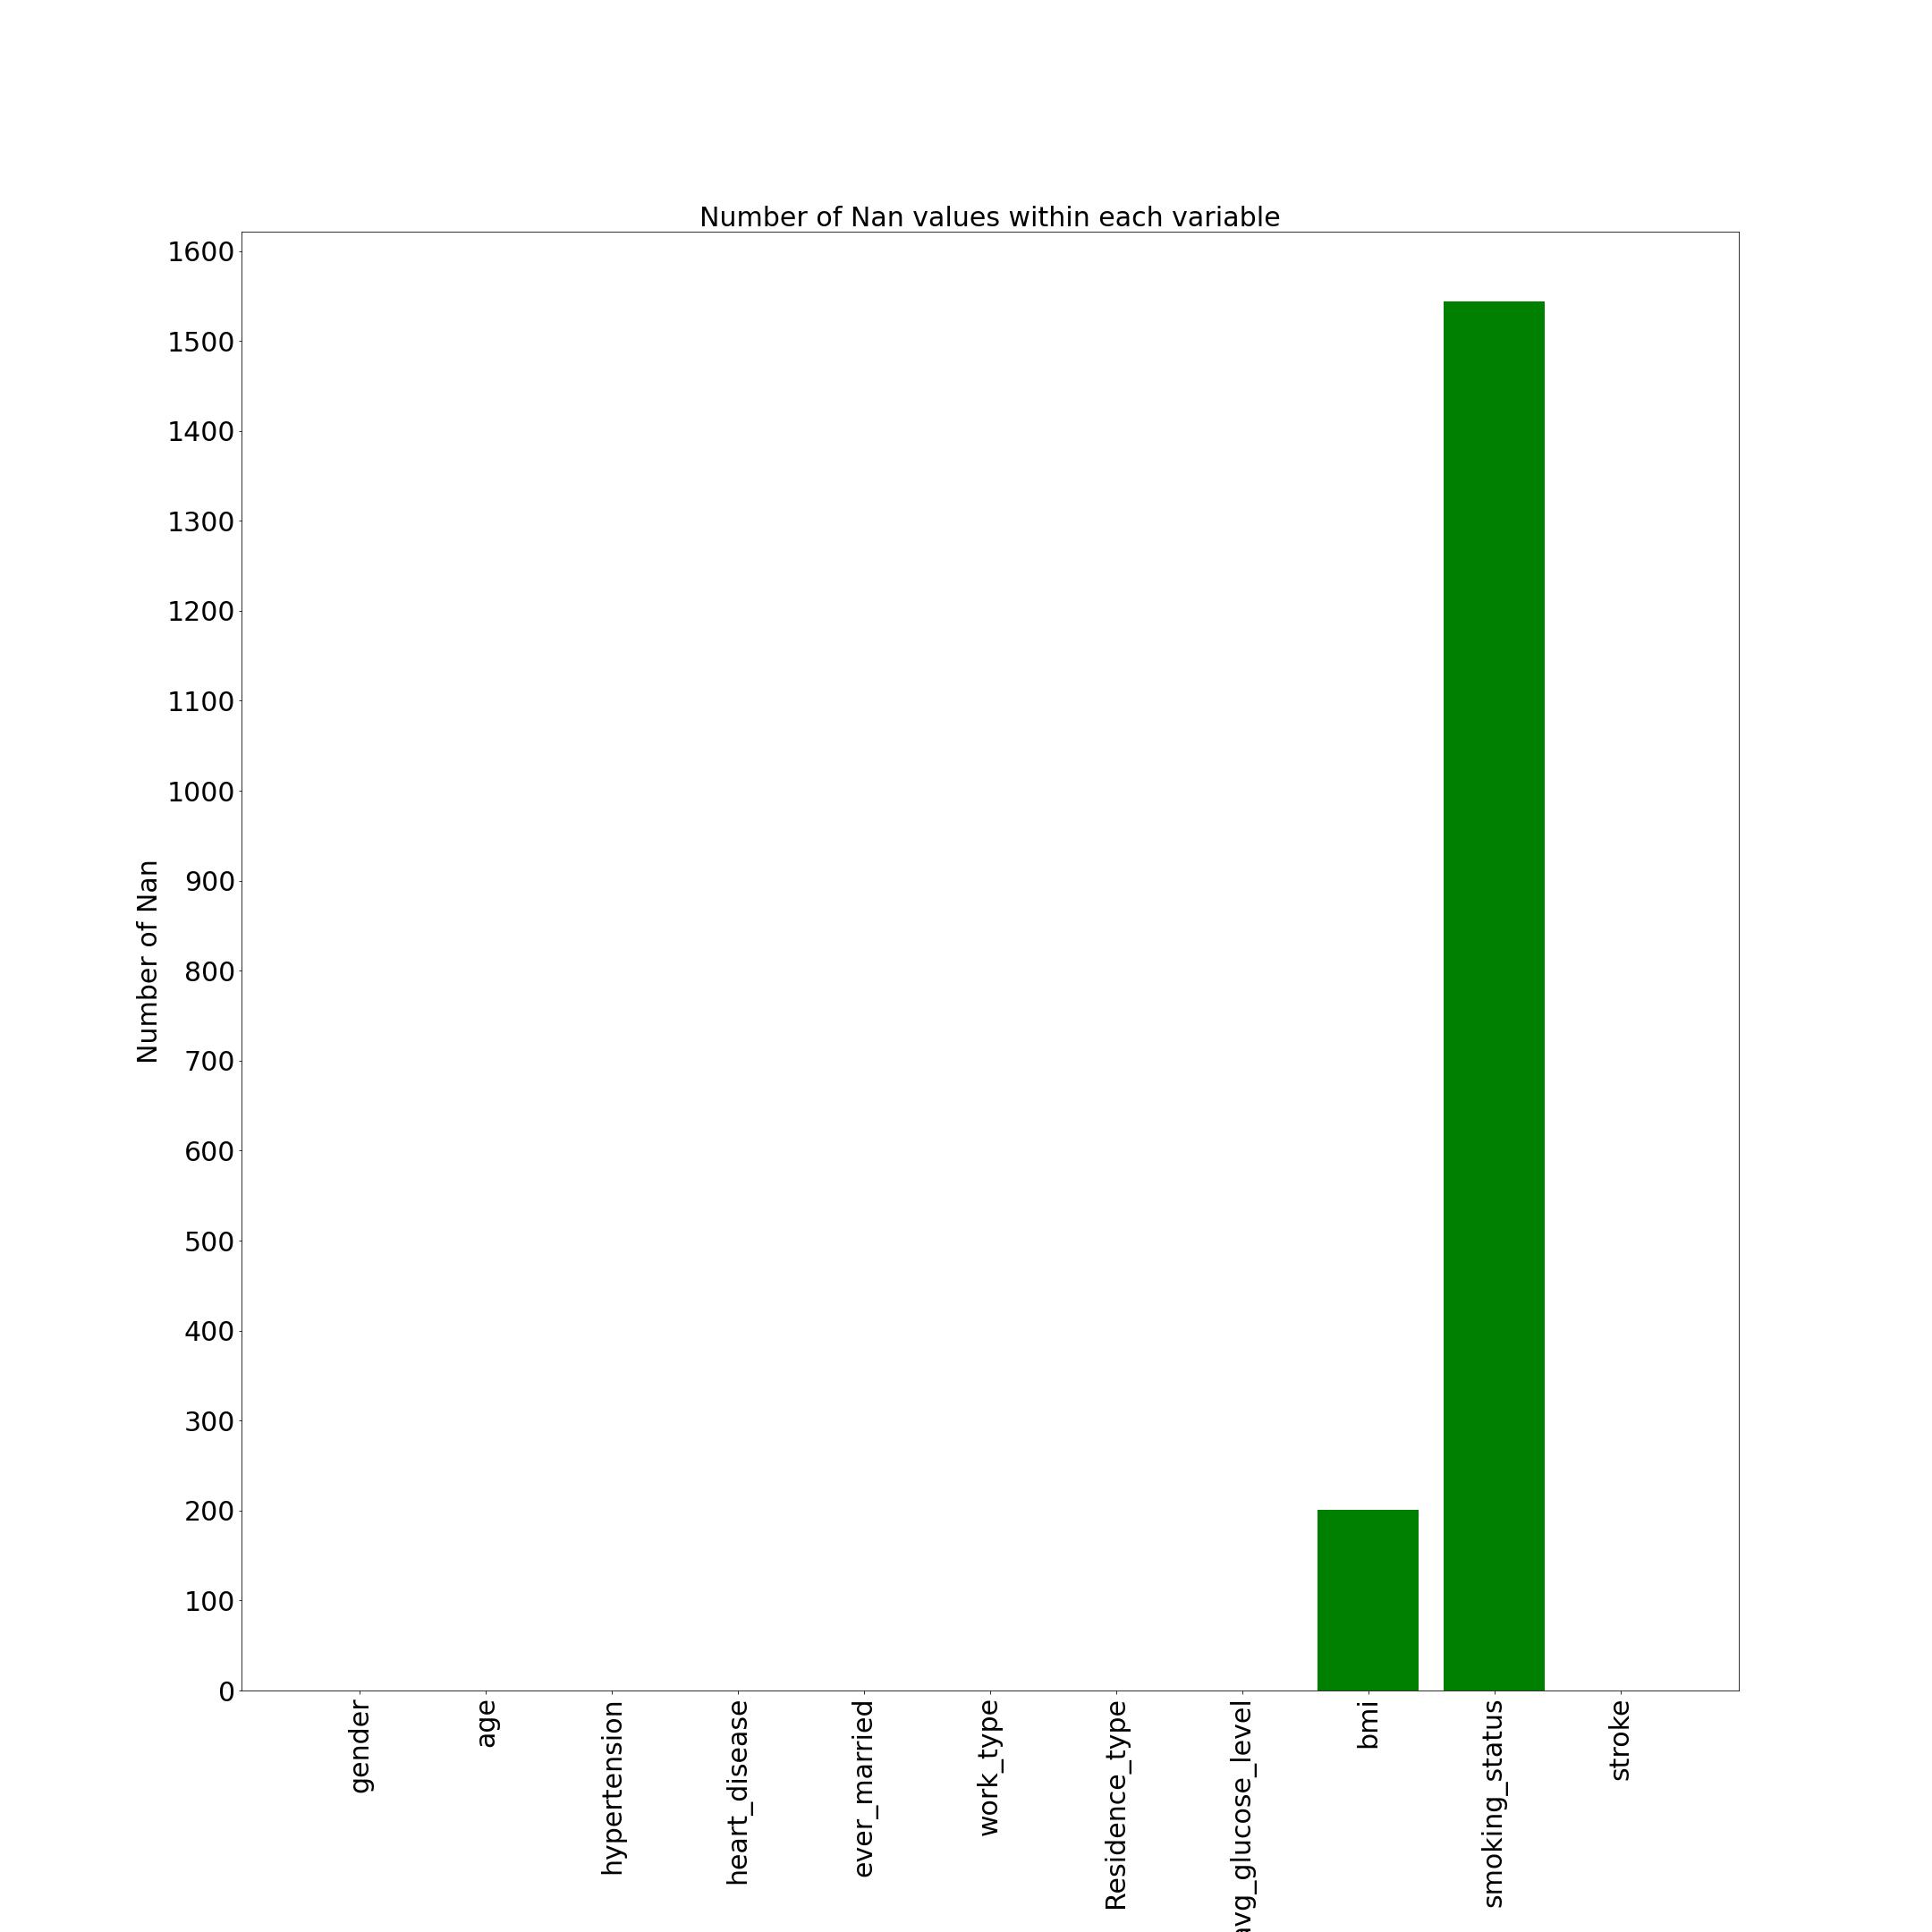 Number of Nan values within each variable
1600
1500
1400
1300
1200
1100
1000
900
800
700
600
500
400
300
200
100
0
Number of Nan
gender
age
hypertension
heart_disease
ever_married
work_type
Residence_type
avg_glucose_level
bmi
smoking_status
stroke